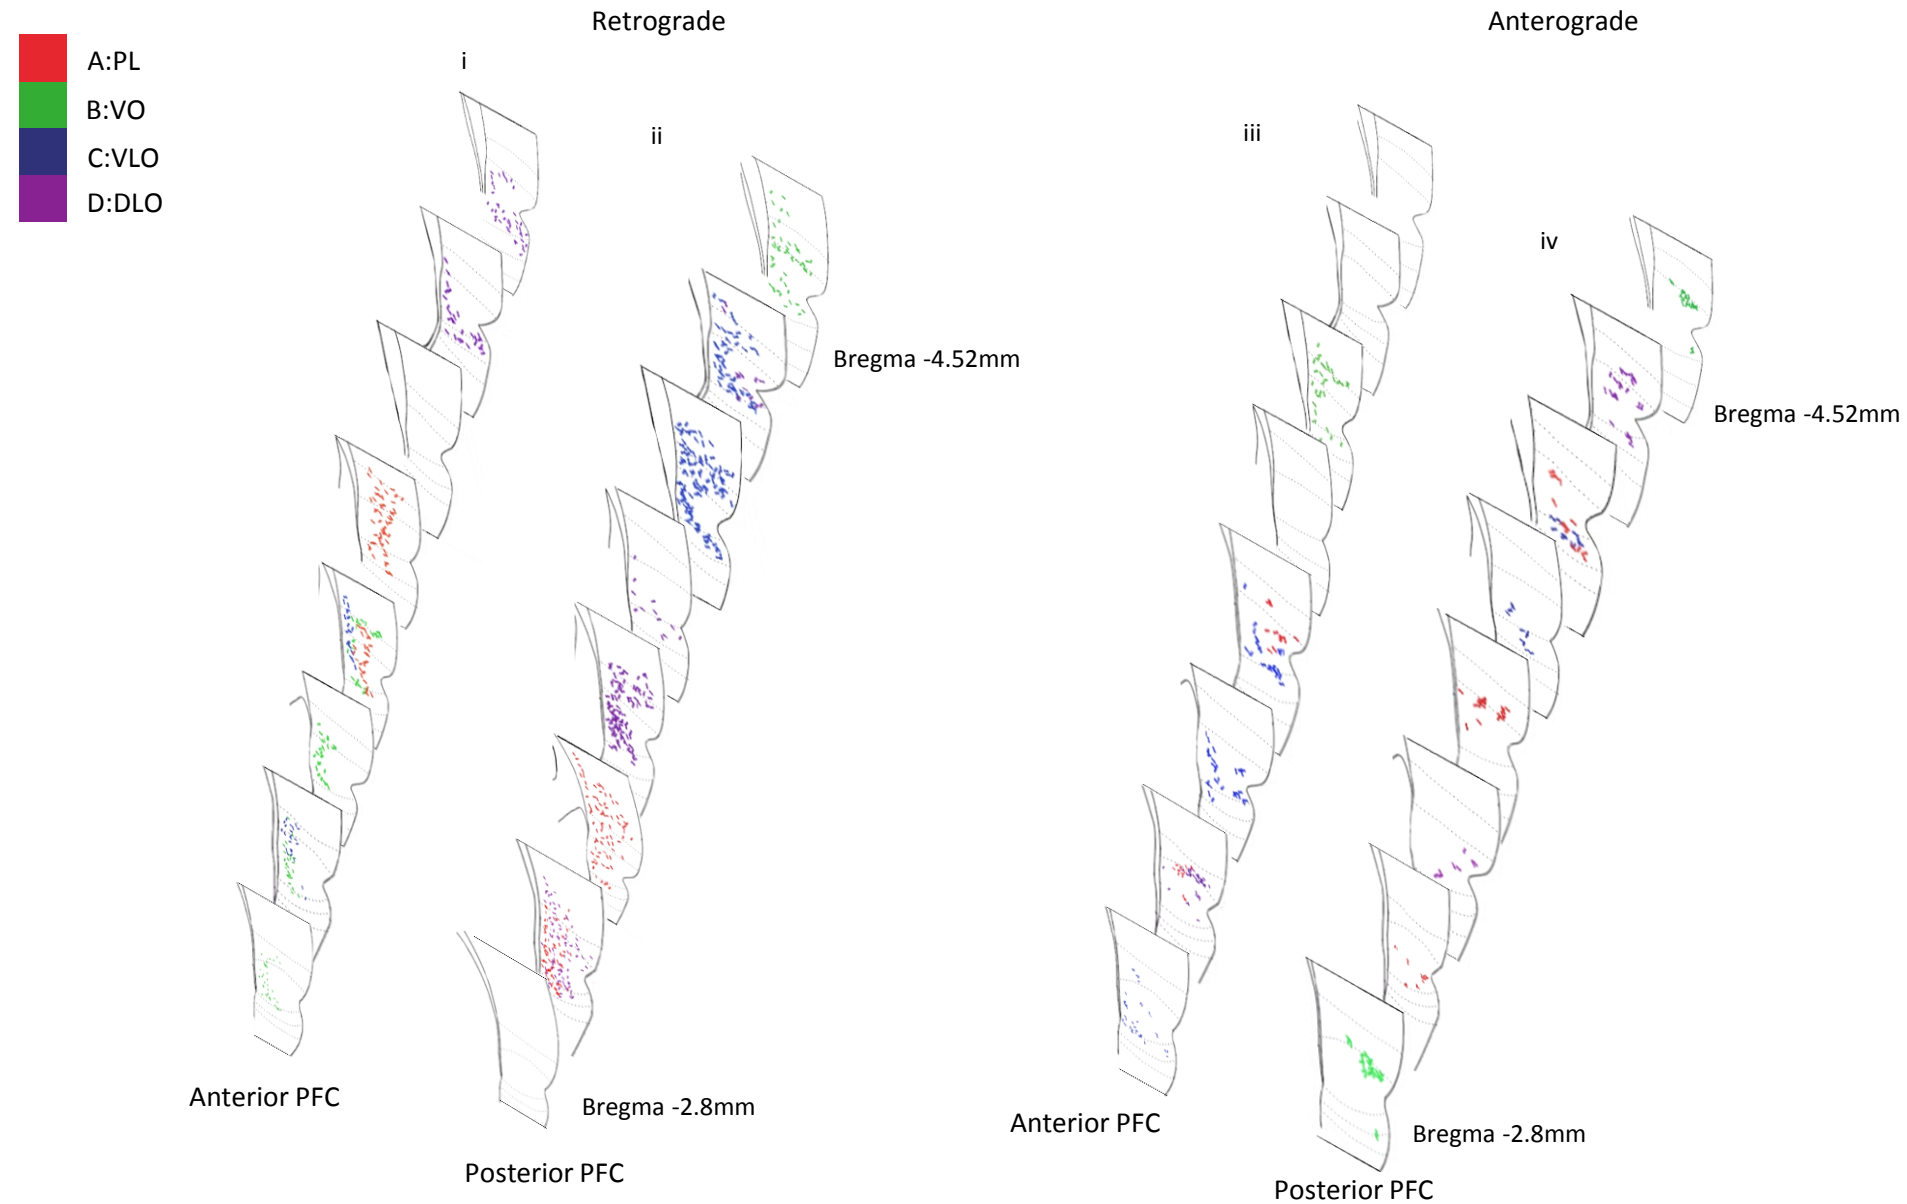 Retrograde
Anterograde
A:PL
B:VO
C:VLO
D:DLO
i
ii
iii
iv
Bregma -4.52mm
Bregma -4.52mm
Anterior PFC
Bregma -2.8mm
Posterior PFC
Anterior PFC
Bregma -2.8mm
Posterior PFC